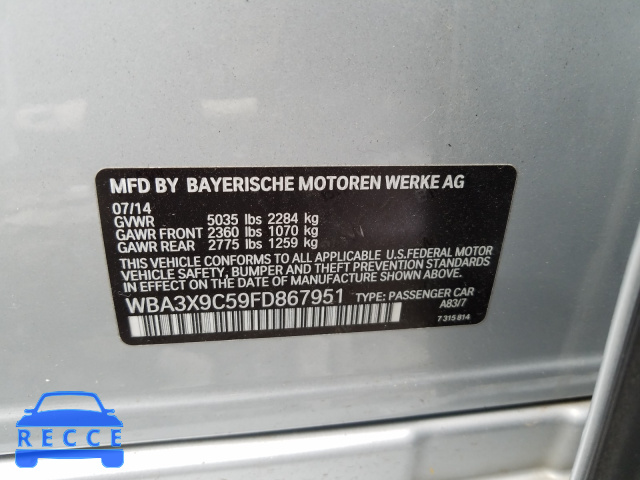 MFD BY BAYERISCHE MOTOREN WERKE AG
07/14
GVWR 5035 lbs 2284 kg
GAWR FRONT 2360 lbs 1070 kg
GAWR REAR 2775 lbs 1259 kg
THIS VEHICLE CONFORMS TO ALL APPLICABLE U.S.FEDERAL MOTOR
VEHICLE SAFETY, BUMPER AND THEFT PREVENTION STANDARDS
IN EFFECT ON THE DATE OF MANUFACTURE SHOWN ABOVE.
WBA3X9C59FD867951 TYPE: PASSENGER CAR
A83/7
7 315 814
RECCE